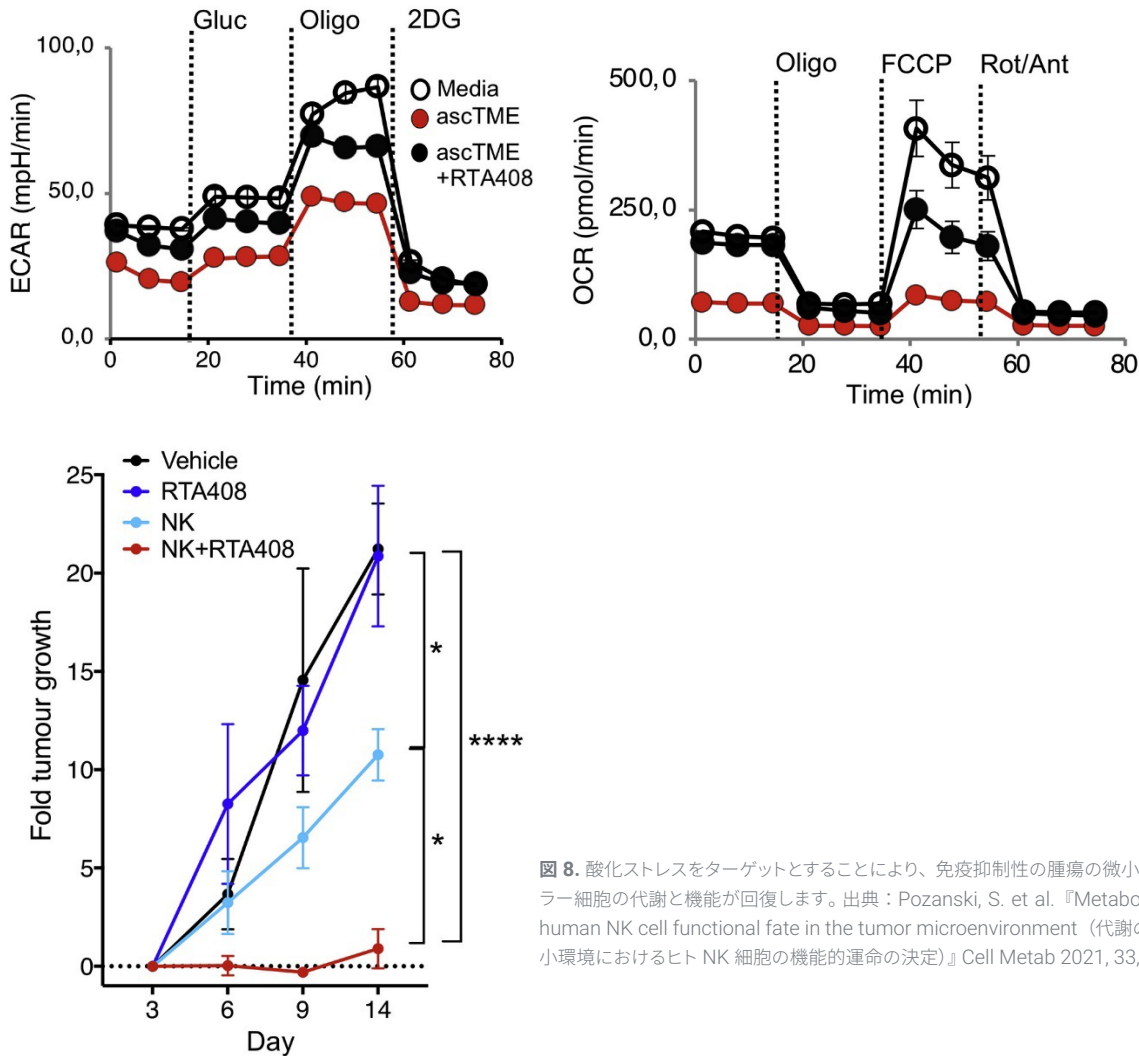 Gluc Oligo 2DG
100,0
50,0
0,0
ECAR (mpH/min)
Media
ascTME
ascTME
+RTA408
0 20 40 60 80
Time (min)
Oligo FCCP Rot/Ant
500,0
250,0
0,0
OCR (pmol/min)
0 20 40 60 80
Time (min)
Vehicle
RTA408
NK
NK+RTA408
25
20
15
10
5
0
Fold tumour growth
*
*
****
3 6 9 14
Day
図 8. 酸化ストレスをターゲットとすることにより、免疫抑制性の腫瘍の微小
ラー細胞の代謝と機能が回復します。出典：Pozanski, S. et al.『Metabo
human NK cell functional fate in the tumor microenvironment（代謝の
小環境におけるヒト NK 細胞の機能的運命の決定）』Cell Metab 2021, 33,